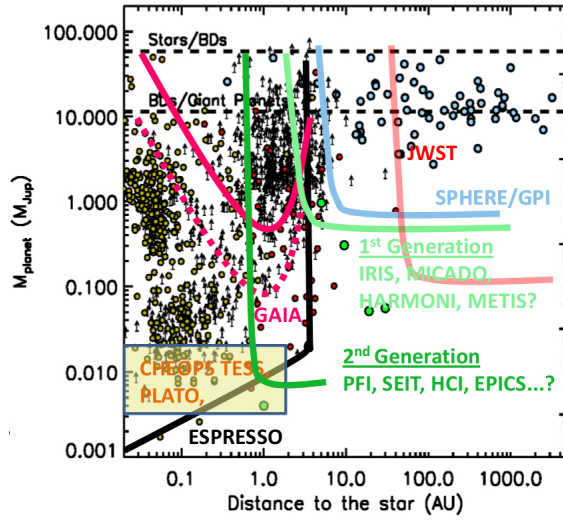 100.000
10.000
1.000
0.100
0.010
0.001
M_planet (M_Jup)
Stars/BDs
BDs/Giant Planets
JWST
SPHERE/GPI
1st Generation
IRIS, MICADO,
HARMONI, METIS?
GAIA
2nd Generation
PFI, SEIT, HCI, EPICS...?
CHEOPS TESS,
PLATO,
ESPRESSO
0.1
1.0
10.0
100.0
1000.0
Distance to the star (AU)